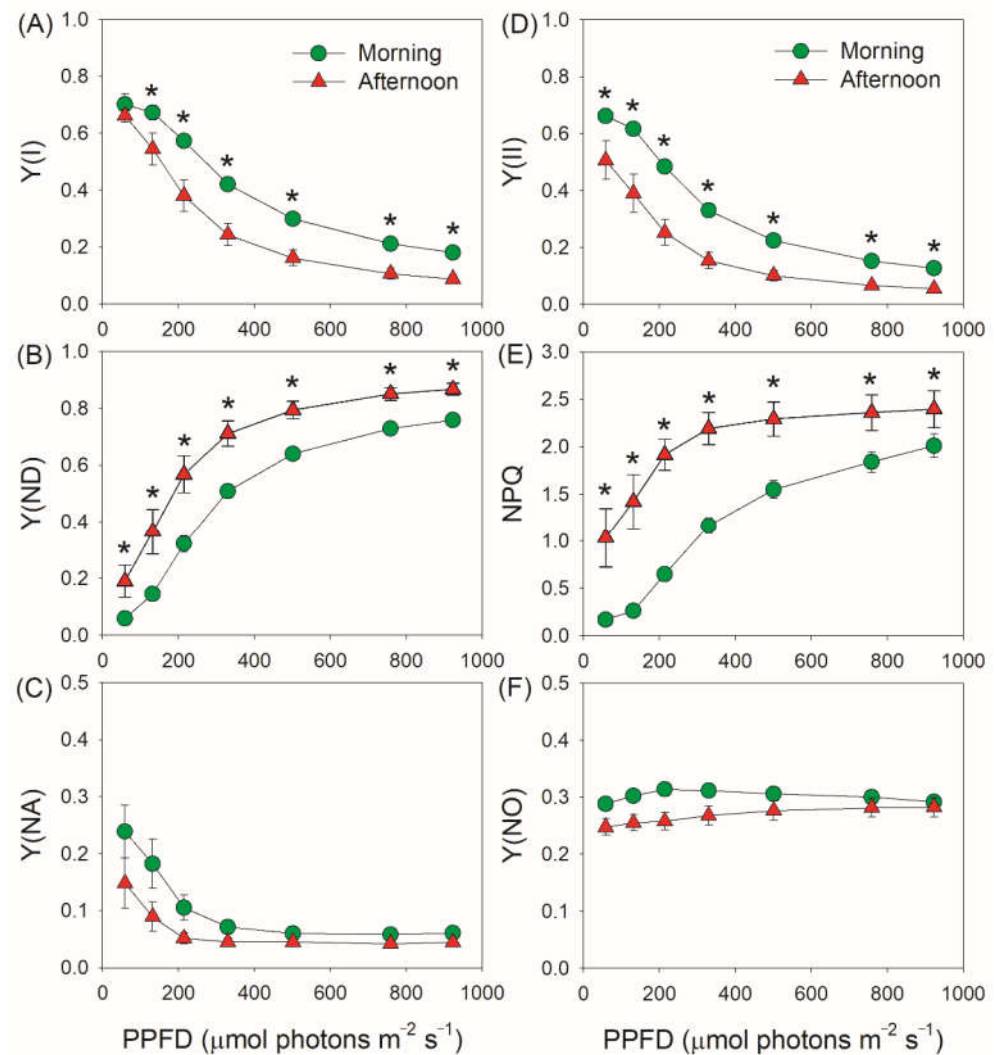 (A)
1.0
0.8
0.6
0.4
0.2
0.0
Y(I)
Morning
Afternoon
* * * * * *
0 200 400 600 800 1000
(D)
1.0
0.8
0.6
0.4
0.2
0.0
Y(II)
Morning
Afternoon
* * * * * * *
0 200 400 600 800 1000
(B)
1.0
0.8
0.6
0.4
0.2
0.0
Y(ND)
* * * * * * *
0 200 400 600 800 1000
(E)
3.0
2.5
2.0
1.5
1.0
0.5
0.0
NPQ
* * * * * * *
0 200 400 600 800 1000
(C)
0.5
0.4
0.3
0.2
0.1
0.0
Y(NA)
0 200 400 600 800 1000
PPFD (μmol photons m⁻² s⁻¹)
(F)
0.5
0.4
0.3
0.2
0.1
0.0
Y(NO)
0 200 400 600 800 1000
PPFD (μmol photons m⁻² s⁻¹)